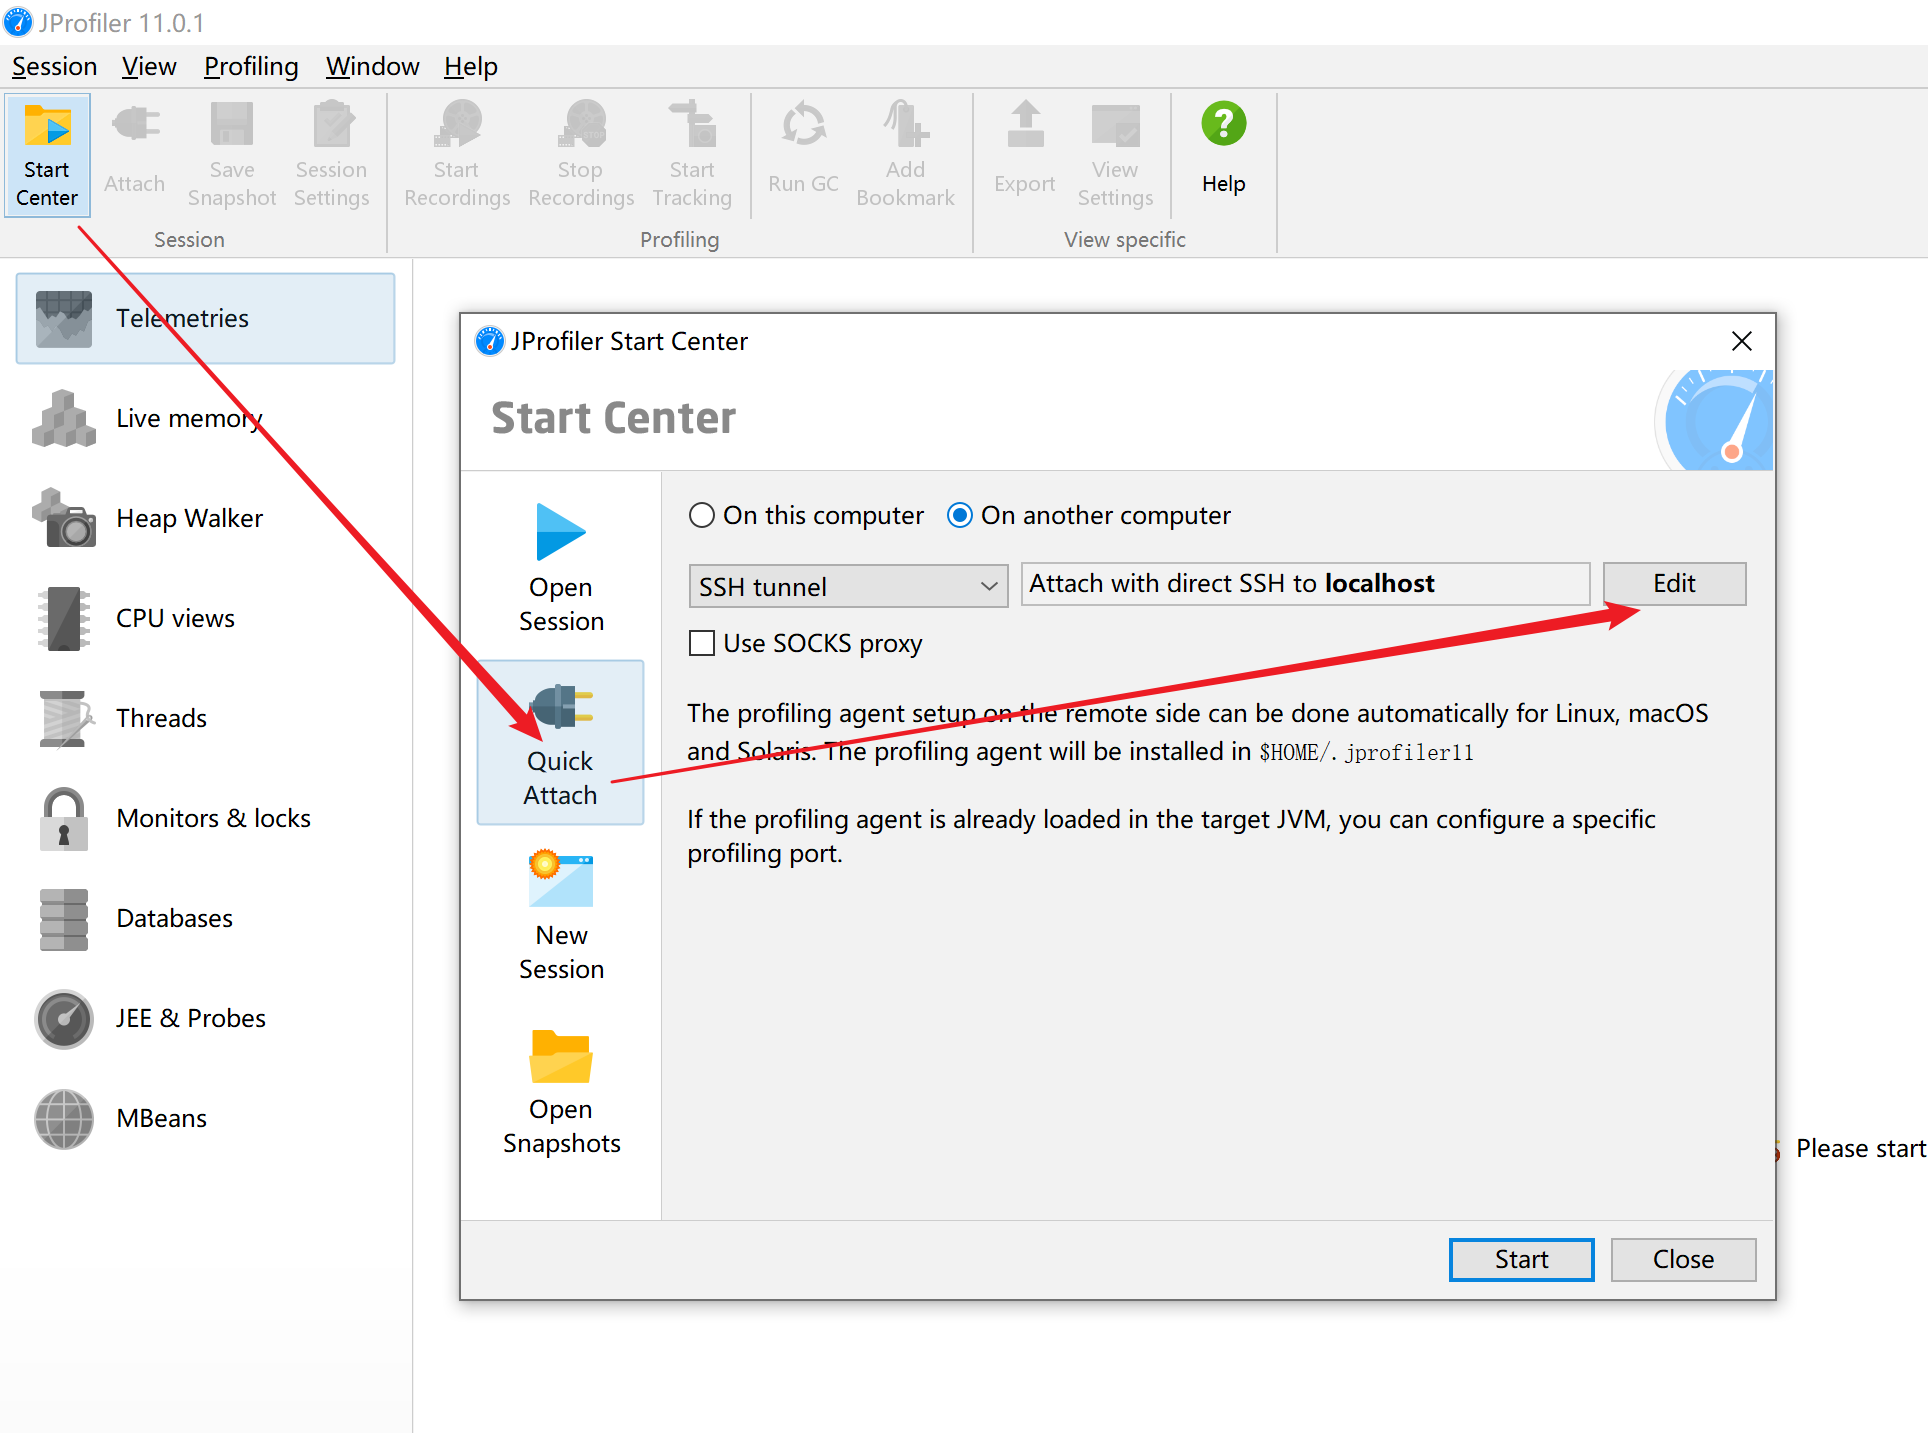 JProfiler 11.0.1
Session View Profiling Window Help
Start Center
Attach
Save Snapshot
Session Settings
Start Recordings
Stop Recordings
Start Tracking
Run GC
Add Bookmark
Export
View Settings
Help
Session
Profiling
View specific
Telemetries
Live memory
Heap Walker
CPU views
Threads
Monitors & locks
Databases
JEE & Probes
MBeans
JProfiler Start Center
Start Center
Open
Session
Quick
Attach
New
Session
Open
Snapshots
On this computer On another computer
SSH tunnel Attach with direct SSH to localhost Edit
Use SOCKS proxy
The profiling agent setup on the remote side can be done automatically for Linux, macOS
and Solaris. The profiling agent will be installed in $HOME/.jprofiler11
If the profiling agent is already loaded in the target JVM, you can configure a specific
profiling port.
Please start
Start Close